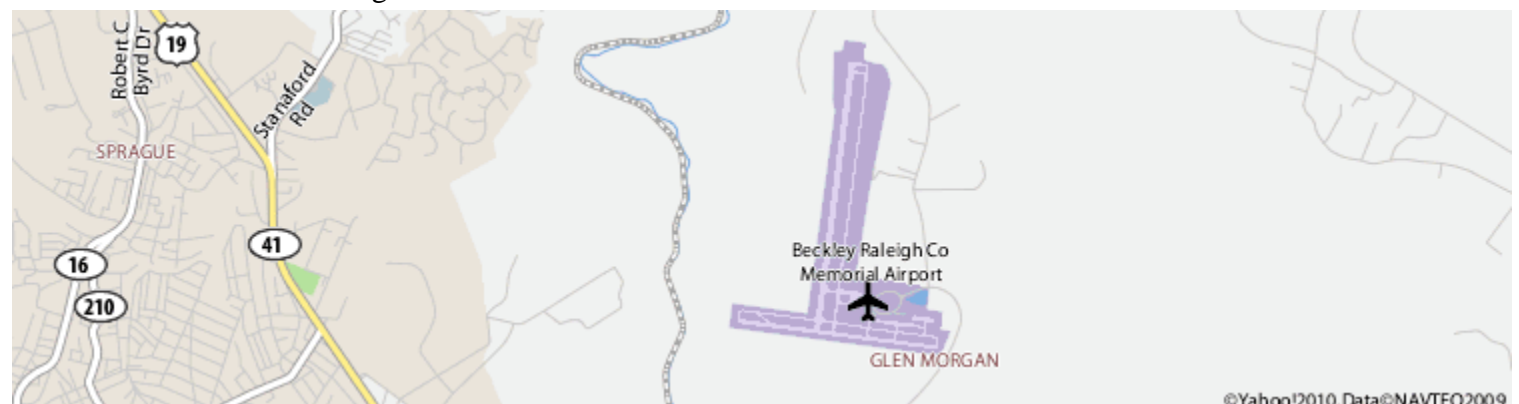 Robert C
Byrd Dr
19
Stanaford
Rd
SPRAGUE
41
16
210
Beckley Raleigh Co
Memorial Airport
GLEN MORGAN
©Yahoo!2010 Data©NAVTEQ2009